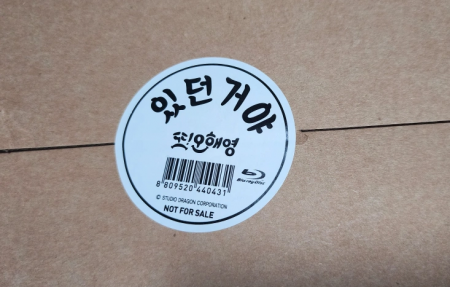 있던거야
또!오해영
Blu-ray Disc
8 809520 440431
© STUDIO DRAGON CORPORATION
NOT FOR SALE